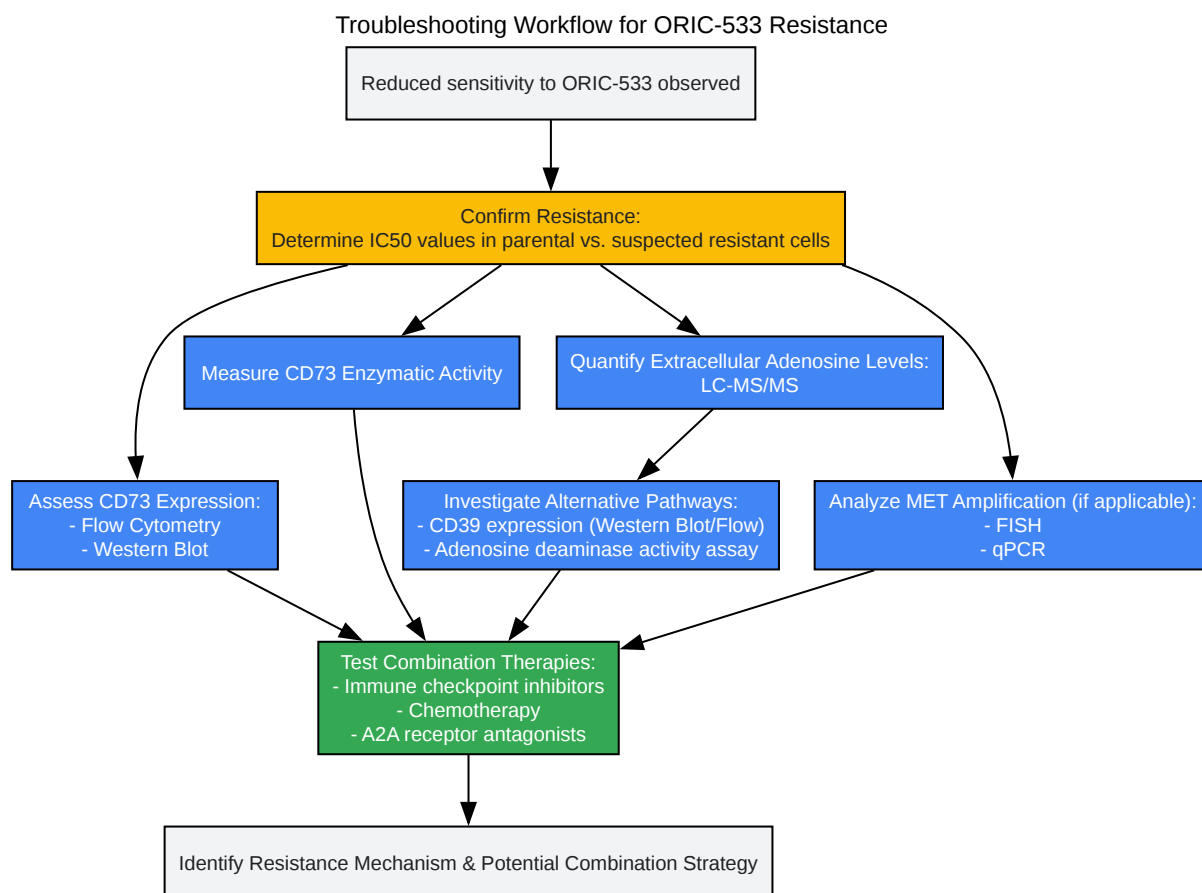 Troubleshooting Workflow for ORIC-533 Resistance
Reduced sensitivity to ORIC-533 observed
Confirm Resistance:
Determine IC50 values in parental vs. suspected resistant cells
Measure CD73 Enzymatic Activity
Quantify Extracellular Adenosine Levels:
LC-MS/MS
Assess CD73 Expression:
- Flow Cytometry
- Western Blot
Investigate Alternative Pathways:
- CD39 expression (Western Blot/Flow)
- Adenosine deaminase activity assay
Analyze MET Amplification (if applicable):
- FISH
- qPCR
Test Combination Therapies:
- Immune checkpoint inhibitors
- Chemotherapy
- A2A receptor antagonists
Identify Resistance Mechanism & Potential Combination Strategy